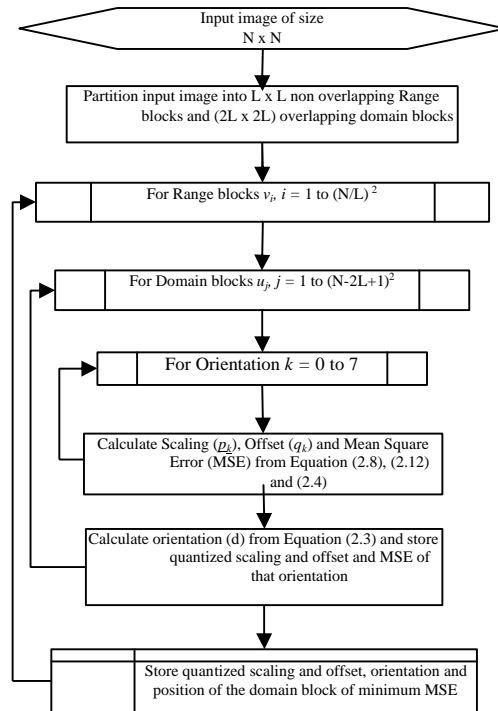 Input image of size
N x N
Partition input image into L x L non overlapping Range
blocks and (2L x 2L) overlapping domain blocks
For Range blocks vᵢ, i = 1 to (N/L) ²
For Domain blocks uⱼ, j = 1 to (N-2L+1)²
For Orientation k = 0 to 7
Calculate Scaling (pₖ), Offset (qₖ) and Mean Square
Error (MSE) from Equation (2.8), (2.12)
and (2.4)
Calculate orientation (d) from Equation (2.3) and store
quantized scaling and offset and MSE of
that orientation
Store quantized scaling and offset, orientation and
position of the domain block of minimum MSE